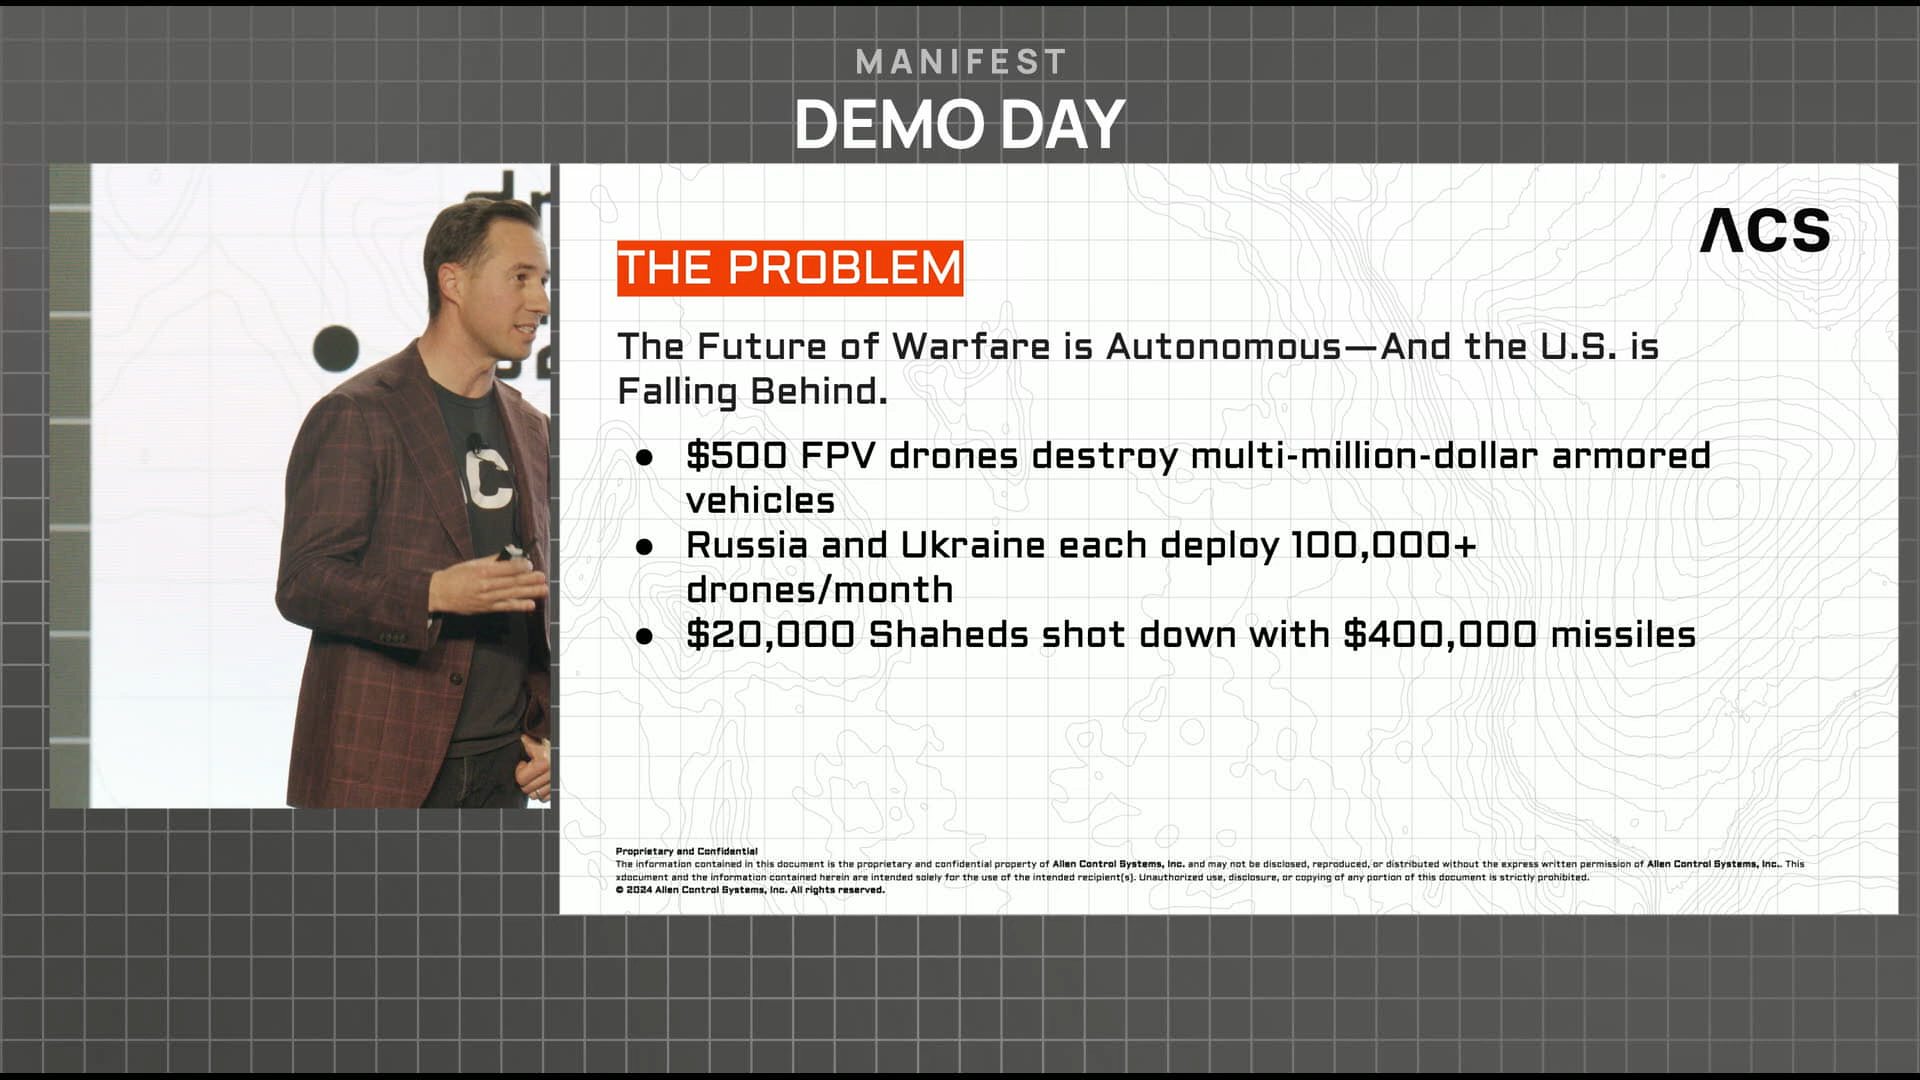 MANIFEST
DEMO DAY
ACS
THE PROBLEM
The Future of Warfare is Autonomous—And the U.S. is
Falling Behind.
● $500 FPV drones destroy multi-million-dollar armored
vehicles
● Russia and Ukraine each deploy 100,000+
drones/month
● $20,000 Shaheds shot down with $400,000 missiles
Proprietary and Confidential
The information contained in this document is the proprietary and confidential property of Allen Control Systems, Inc. and may not be disclosed, reproduced, or distributed without the express written permission of Allen Control Systems, Inc.. This
xdocument and the information contained herein are intended solely for the use of the intended recipient(s). Unauthorized use, disclosure, or copying of any portion of this document is strictly prohibited.
© 2024 Allen Control Systems, Inc. All rights reserved.